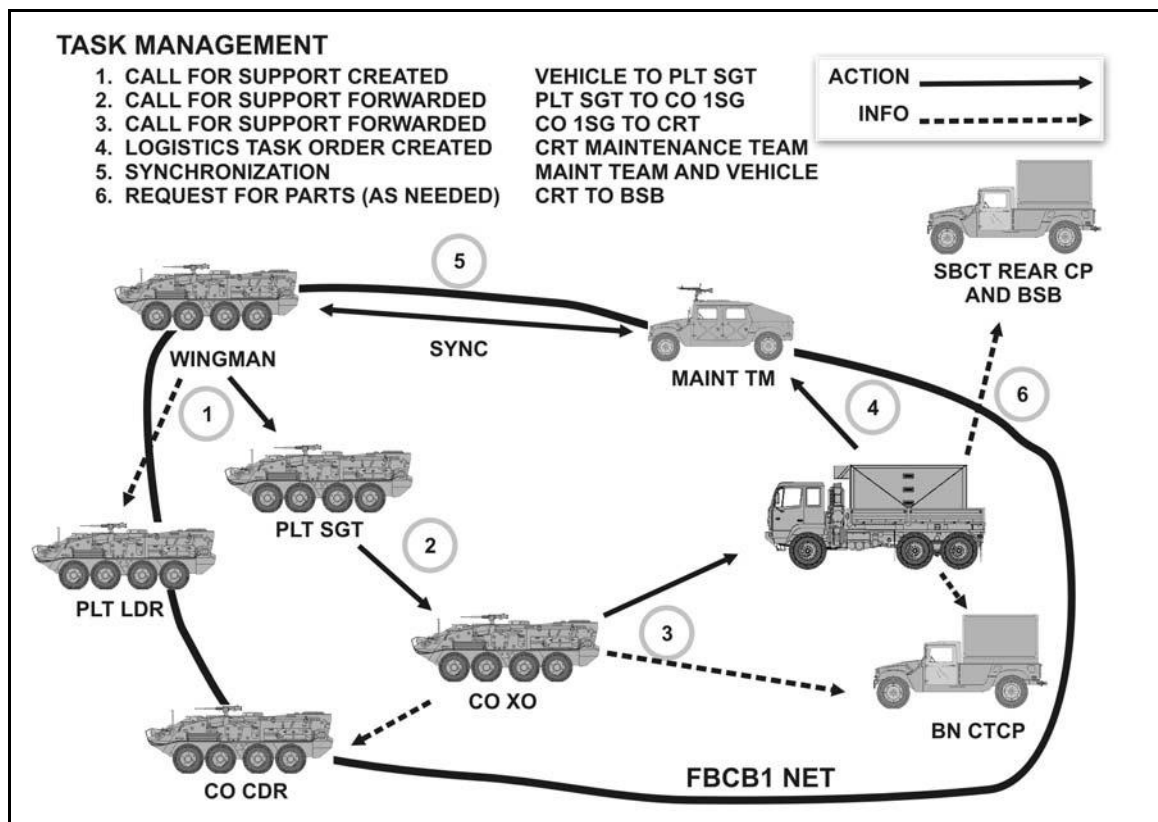 TASK MANAGEMENT
1. CALL FOR SUPPORT CREATED VEHICLE TO PLT SGT
2. CALL FOR SUPPORT FORWARDED PLT SGT TO CO 1SG
3. CALL FOR SUPPORT FORWARDED CO 1SG TO CRT
4. LOGISTICS TASK ORDER CREATED CRT MAINTENANCE TEAM
5. SYNCHRONIZATION MAINT TEAM AND VEHICLE
6. REQUEST FOR PARTS (AS NEEDED) CRT TO BSB
ACTION
INFO
SBCT REAR CP
AND BSB
5
SYNC
WINGMAN
MAINT TM
1
4
6
PLT SGT
2
PLT LDR
3
CO XO
BN CTCP
CO CDR
FBCB1 NET